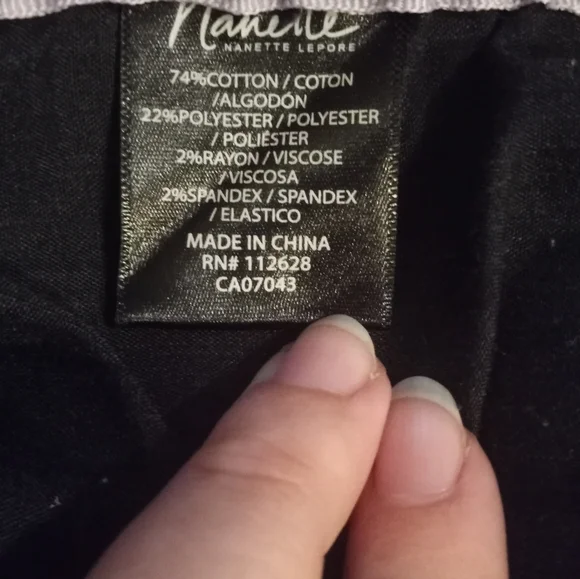 Nanette
NANETTE LEPORE
74%COTTON / COTON
/ALGODÓN
22%POLYESTER / POLYESTER
/ POLIÉSTER
2%RAYON / VISCOSE
/VISCOSA
2%SPANDEX / SPANDEX
/ ELASTICO
MADE IN CHINA
RN# 112628
CA07043